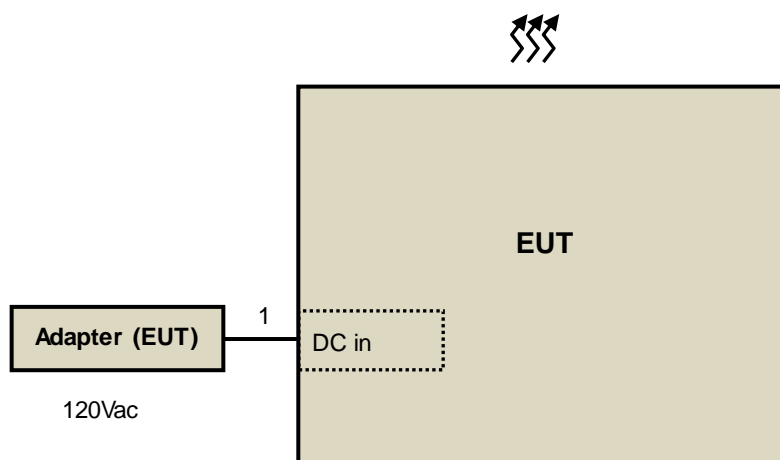 EUT
1
Adapter (EUT)
DC in
120Vac